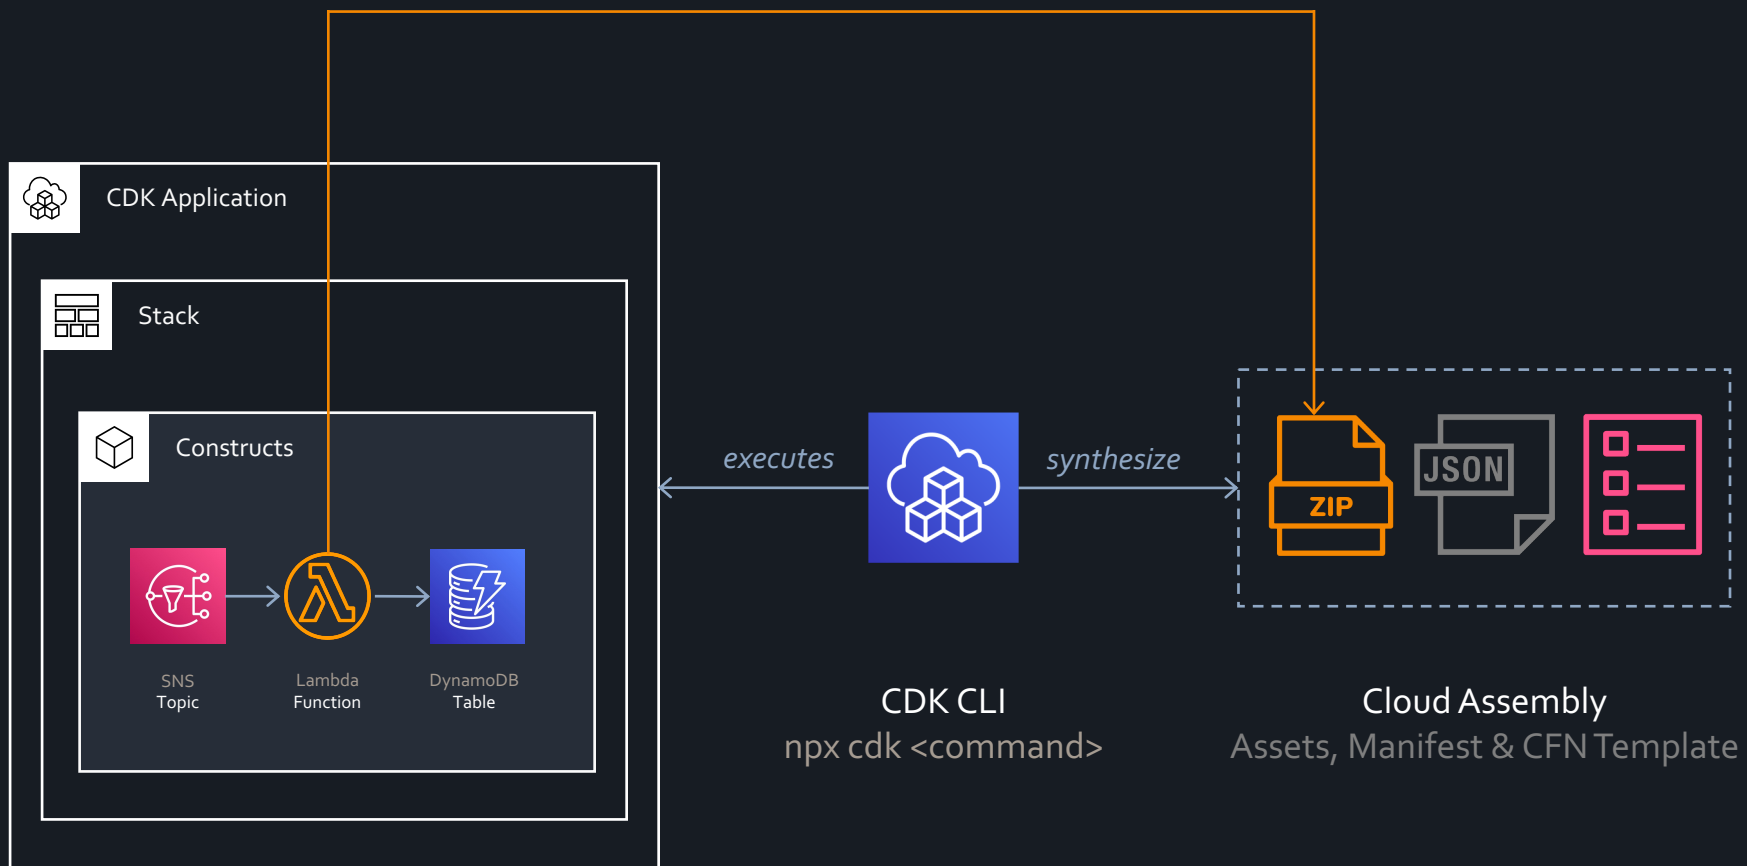 CDK Application
Stack
Constructs
SNS
Topic
Lambda
Function
DynamoDB
Table
executes
synthesize
CDK CLI
npx cdk <command>
ZIP
JSON
Cloud Assembly
Assets, Manifest & CFN Template